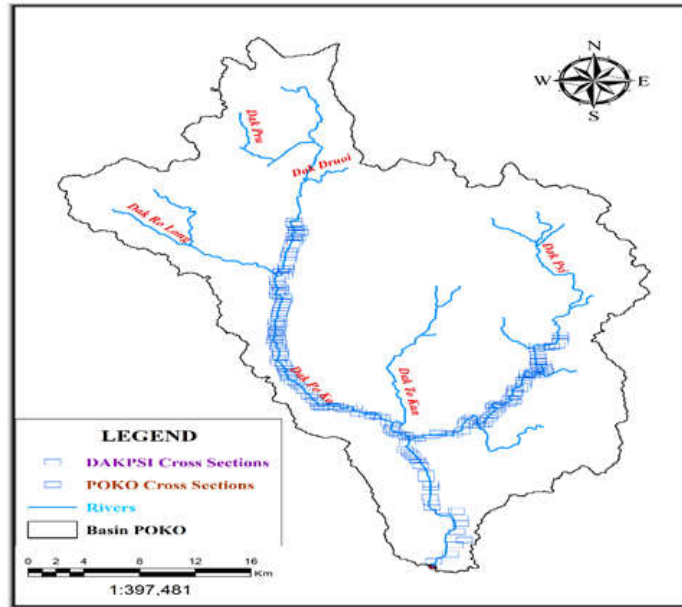 N
W E
S
Dak Pru
Dak Druoi
Dak Ro Long
Dak Psi
Dak Po Ko
Dak Te Kan
LEGEND
DAKPSI Cross Sections
POKO Cross Sections
Rivers
Basin POKO
0 2 4 8 12 16
Km
1:397,481